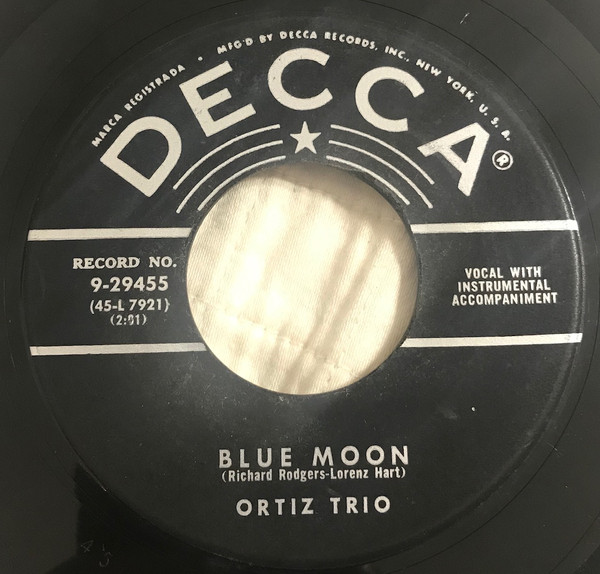 MARCA REGISTRADA • MFG'D BY DECCA RECORDS, INC., NEW YORK, U. S. A.
DECCA®
RECORD NO.
9-29455
(45-L 7921)
VOCAL WITH
INSTRUMENTAL
ACCOMPANIMENT
BLUE MOON
(Richard Rodgers-Lorenz Hart)
ORTIZ TRIO